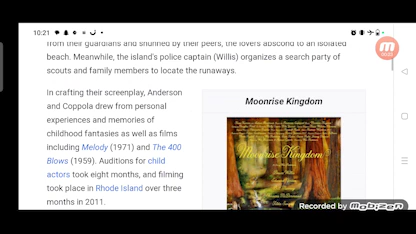 10:21
from their guardians and shunned by their peers, the lovers abscond to an isolated
beach. Meanwhile, the island's police captain (Willis) organizes a search party of
scouts and family members to locate the runaways.
In crafting their screenplay, Anderson
and Coppola drew from personal
experiences and memories of
childhood fantasies as well as films
including Melody (1971) and The 400
Blows (1959). Auditions for child
actors took eight months, and filming
took place in Rhode Island over three
months in 2011.
Moonrise Kingdom
Moonrise Kingdom
Recorded by Mobizen